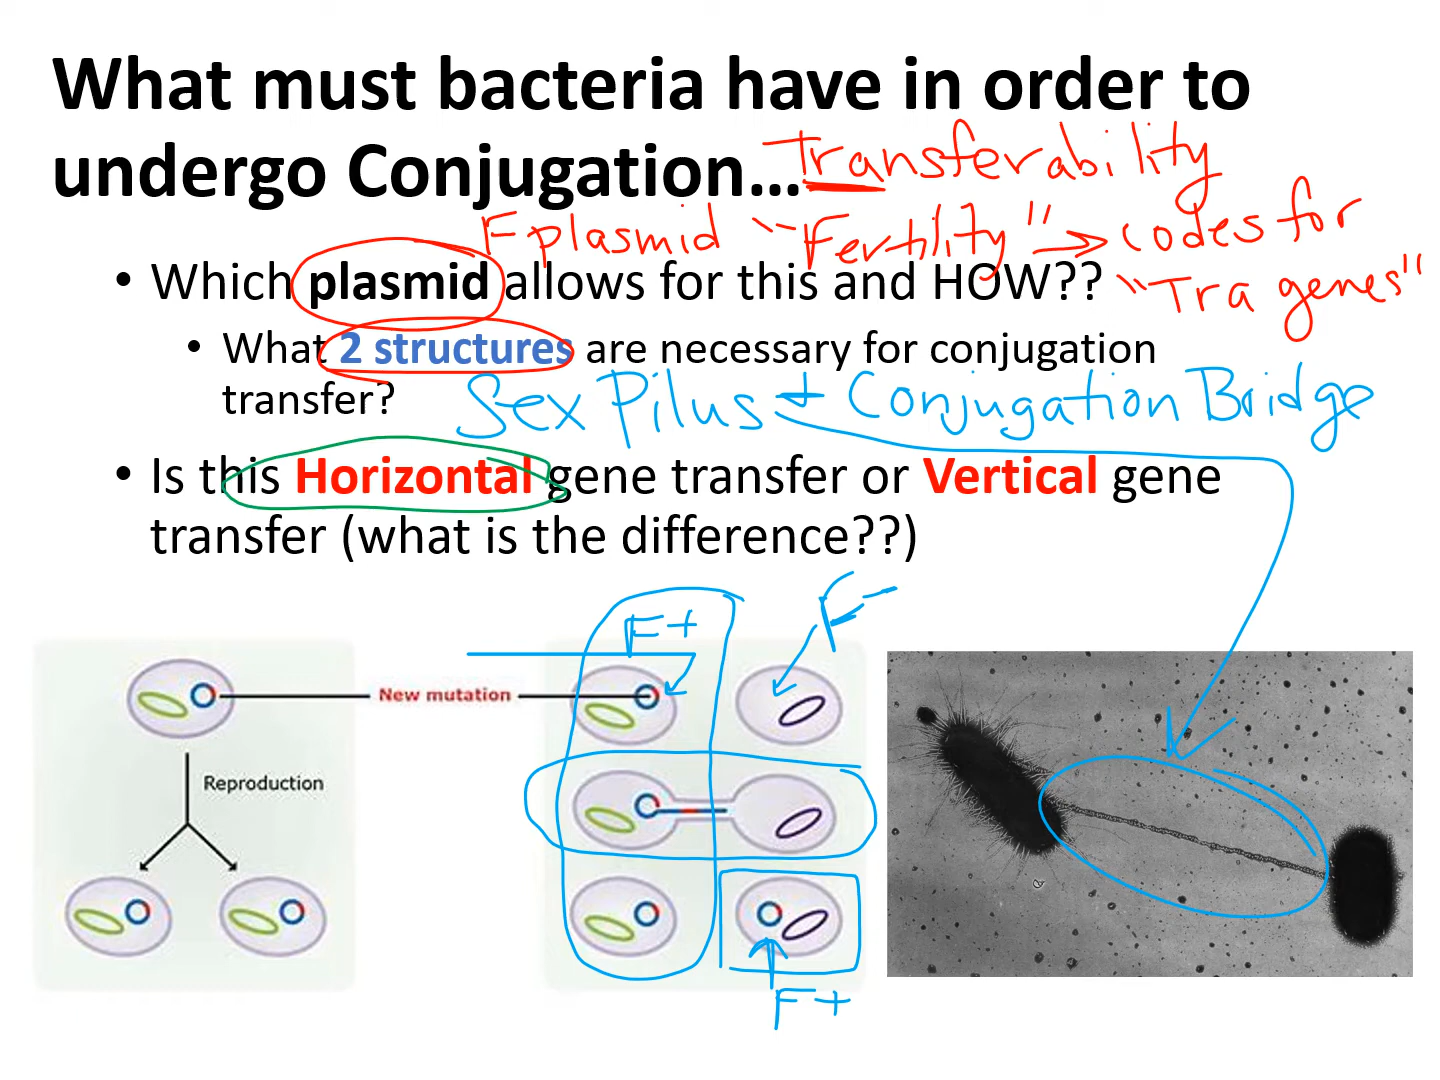 What must bacteria have in order to
undergo Conjugation... Transferability
F plasmid "Fertility" → codes for
• Which plasmid allows for this and HOW?? "Tra genes"
• What 2 structures are necessary for conjugation
transfer? Sex Pilus + Conjugation Bridge
• Is this Horizontal gene transfer or Vertical gene
transfer (what is the difference??)
F+ F-
New mutation
Reproduction
F+